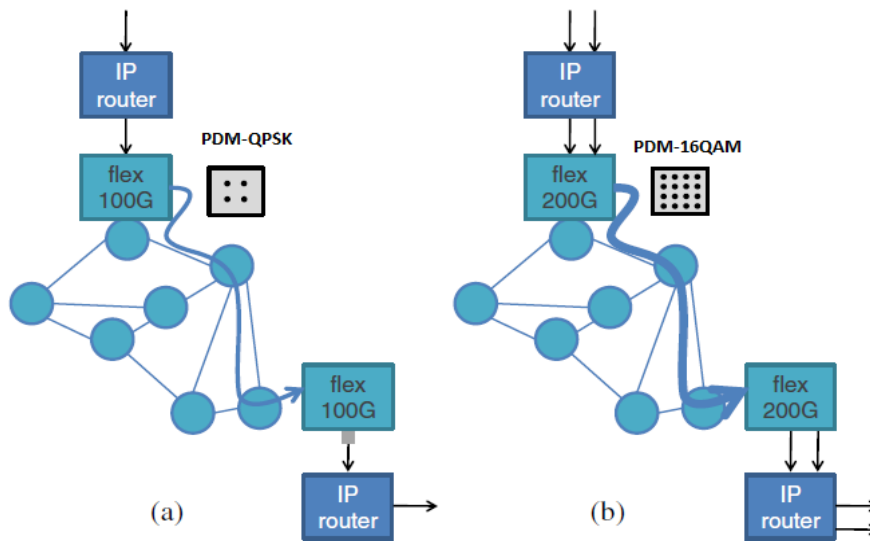 IP
router
PDM-QPSK
flex
100G
flex
100G
IP
router
(a)
IP
router
PDM-16QAM
flex
200G
flex
200G
IP
router
(b)